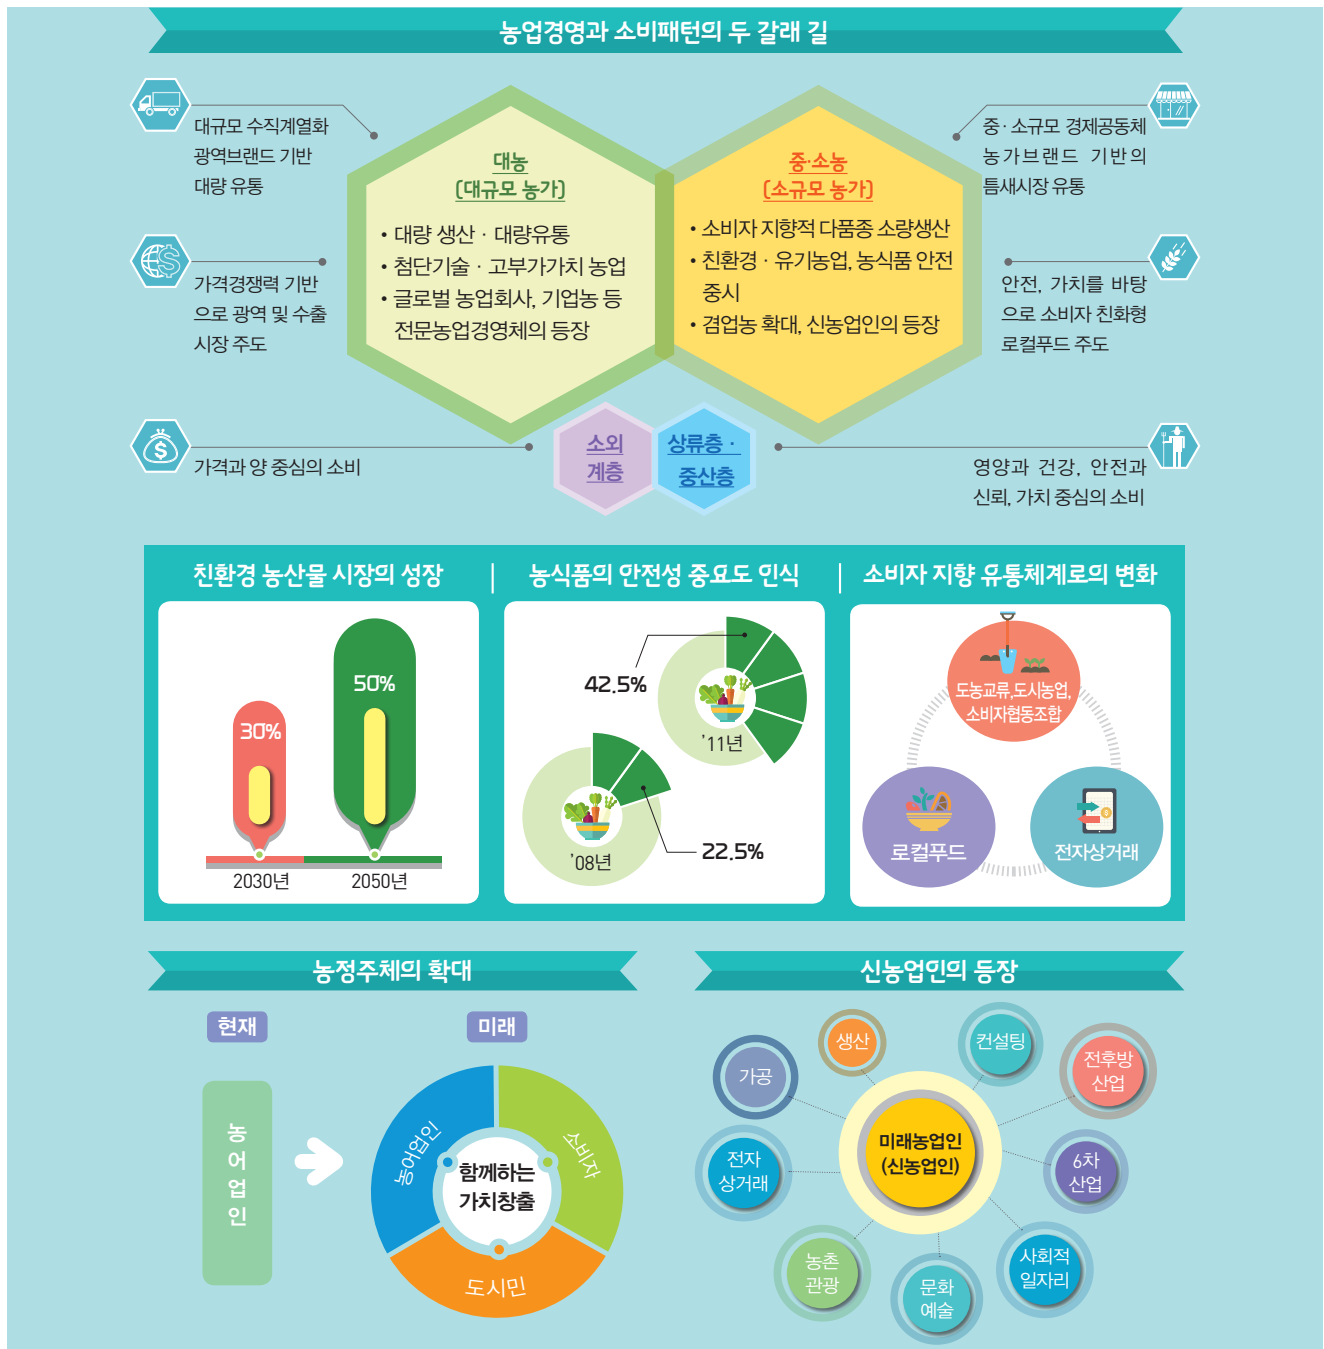 농업경영과 소비패턴의 두 갈래 길
대규모 수직계열화
광역브랜드 기반
대량 유통
가격경쟁력 기반
으로 광역 및 수출
시장 주도
가격과 양 중심의 소비
대농
(대규모 농가)
• 대량 생산 · 대량유통
• 첨단기술 · 고부가가치 농업
• 글로벌 농업회사, 기업농 등
전문농업경영체의 등장
중·소농
(소규모 농가)
• 소비자 지향적 다품종 소량생산
• 친환경 · 유기농업, 농식품 안전
중시
• 겸업농 확대, 신농업인의 등장
중·소규모 경제공동체
농가브랜드 기반의
틈새시장 유통
안전, 가치를 바탕
으로 소비자 친화형
로컬푸드 주도
영양과 건강, 안전과
신뢰, 가치 중심의 소비
소외
계층
상류층 ·
중산층
친환경 농산물 시장의 성장
30%
50%
2030년
2050년
농식품의 안전성 중요도 인식
42.5%
'11년
'08년
22.5%
소비자 지향 유통체계로의 변화
도농교류,도시농업,
소비자협동조합
로컬푸드
전자상거래
농정주체의 확대
현재
미래
농
어
업
인
농어업인
소비자
도시민
함께하는
가치창출
신농업인의 등장
생산
컨설팅
전후방
산업
가공
미래농업인
(신농업인)
전자
상거래
6차
산업
농촌
관광
문화
예술
사회적
일자리